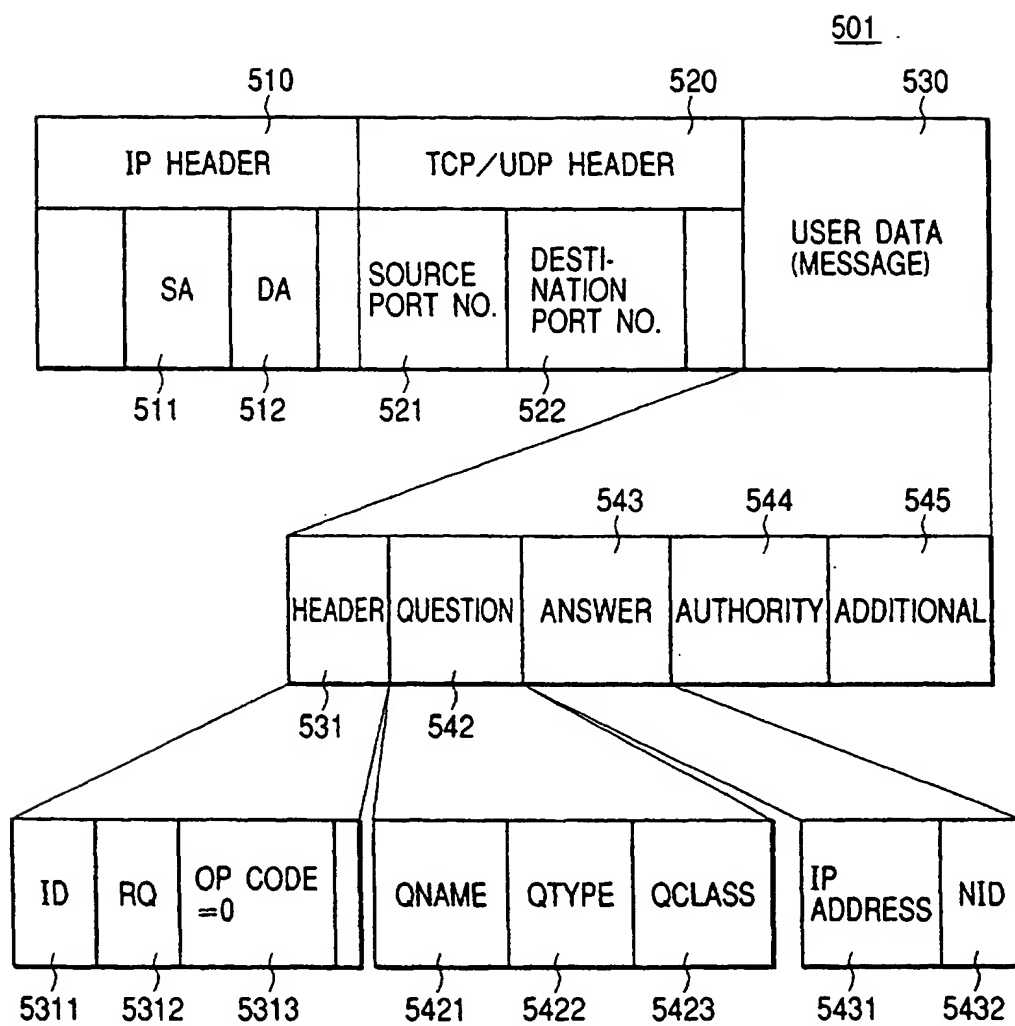 501
510 520 530
IP HEADER TCP/UDP HEADER
USER DATA
(MESSAGE)
SA DA
SOURCE
PORT NO.
DESTI-
NATION
PORT NO.
511 512 521 522
543 544 545
HEADER QUESTION ANSWER AUTHORITY ADDITIONAL
531 542
ID RQ
OP CODE
=0
QNAME QTYPE QCLASS
IP
ADDRESS
NID
5311 5312 5313 5421 5422 5423 5431 5432